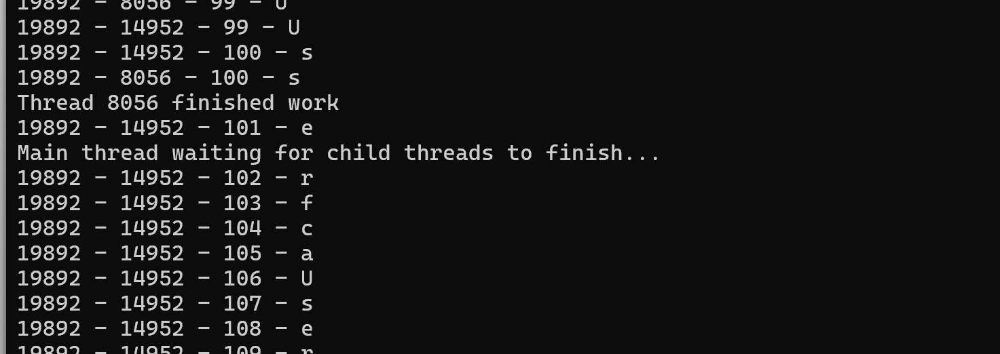 19892 - 8056 - 99 - U
19892 - 14952 - 99 - U
19892 - 14952 - 100 - s
19892 - 8056 - 100 - s
Thread 8056 finished work
19892 - 14952 - 101 - e
Main thread waiting for child threads to finish...
19892 - 14952 - 102 - r
19892 - 14952 - 103 - f
19892 - 14952 - 104 - c
19892 - 14952 - 105 - a
19892 - 14952 - 106 - U
19892 - 14952 - 107 - s
19892 - 14952 - 108 - e
19892 - 14952 - 109 - r